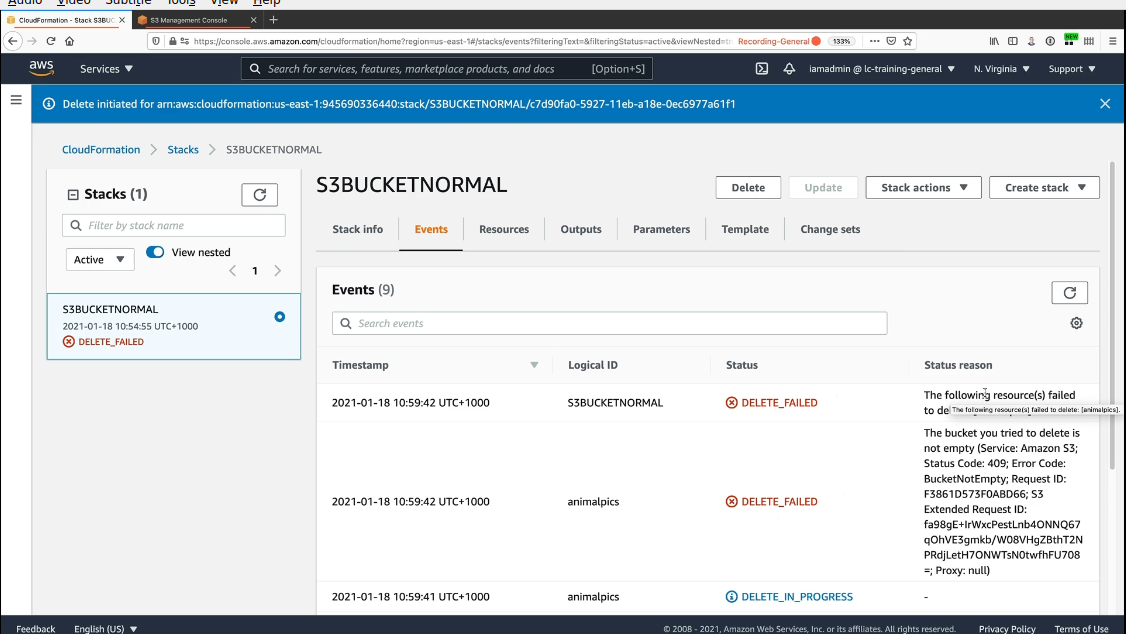 Audio Video Subtitle Tools View Help
CloudFormation - Stack S3BUC
S3 Management Console
https://console.aws.amazon.com/cloudformation/home?region=us-east-1#/stacks/events?filteringText=&filteringStatus=active&viewNested=tr Recording-General 133%
NEW
aws Services Search for services, features, marketplace products, and docs [Option+S] iamadmin @ lc-training-general N. Virginia Support
Delete initiated for arn:aws:cloudformation:us-east-1:945690336440:stack/S3BUCKETNORMAL/c7d90fa0-5927-11eb-a18e-0ec6977a61f1
CloudFormation Stacks S3BUCKETNORMAL
Stacks (1)
Filter by stack name
Active View nested
1
S3BUCKETNORMAL
2021-01-18 10:54:55 UTC+1000
DELETE_FAILED
S3BUCKETNORMAL
Delete Update Stack actions Create stack
Stack info Events Resources Outputs Parameters Template Change sets
Events (9)
Search events
Timestamp Logical ID Status Status reason
2021-01-18 10:59:42 UTC+1000 S3BUCKETNORMAL DELETE_FAILED The following resource(s) failed
to de
The following resource(s) failed to delete: [animalpics].
2021-01-18 10:59:42 UTC+1000 animalpics DELETE_FAILED
The bucket you tried to delete is
not empty (Service: Amazon S3;
Status Code: 409; Error Code:
BucketNotEmpty; Request ID:
F3861D573F0ABD66; S3
Extended Request ID:
fa98gE+IrWxcPestLnb4ONNQ67
qOhVE3gmkb/W08VHgZBthT2N
PRdjLetH7ONWTsN0twfhFU708
=; Proxy: null)
2021-01-18 10:59:41 UTC+1000 animalpics DELETE_IN_PROGRESS -
Feedback English (US) © 2008 - 2021, Amazon Web Services, Inc. or its affiliates. All rights reserved. Privacy Policy Terms of Use